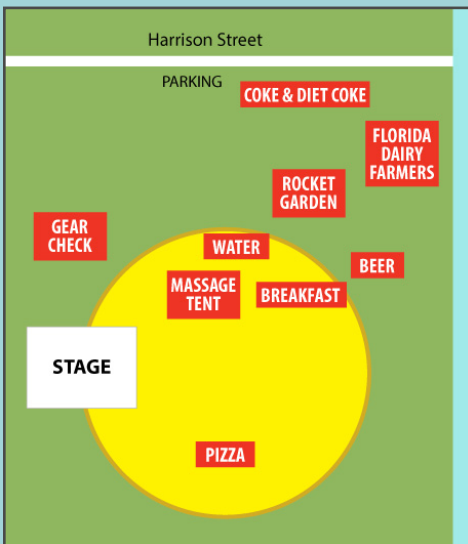 Harrison Street
PARKING
COKE & DIET COKE
FLORIDA
DAIRY
FARMERS
ROCKET
GARDEN
GEAR
CHECK
WATER
BEER
MASSAGE
TENT
BREAKFAST
STAGE
PIZZA